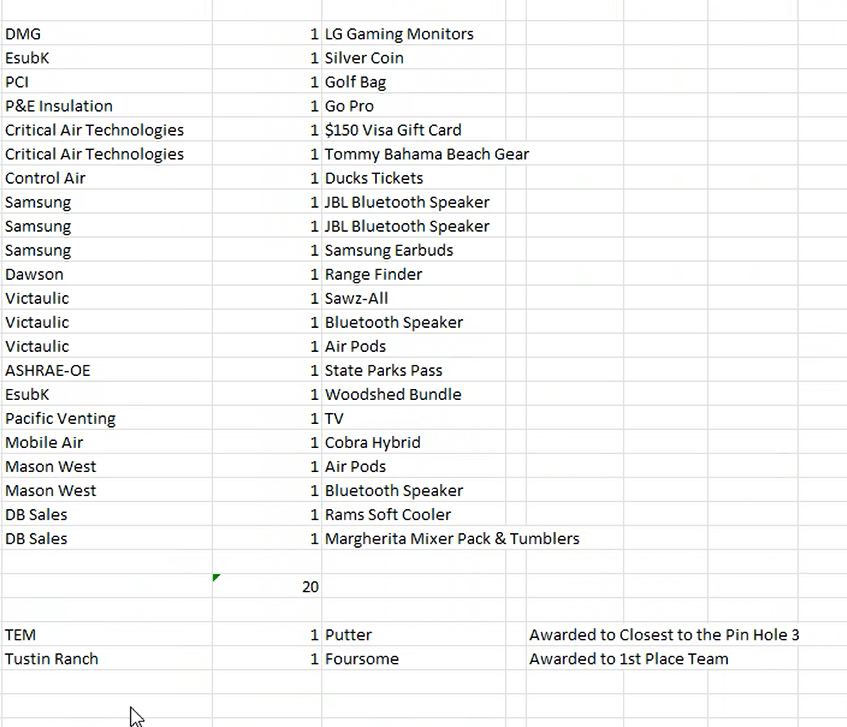 DMG 1 LG Gaming Monitors
EsubK 1 Silver Coin
PCI 1 Golf Bag
P&E Insulation 1 Go Pro
Critical Air Technologies 1 $150 Visa Gift Card
Critical Air Technologies 1 Tommy Bahama Beach Gear
Control Air 1 Ducks Tickets
Samsung 1 JBL Bluetooth Speaker
Samsung 1 JBL Bluetooth Speaker
Samsung 1 Samsung Earbuds
Dawson 1 Range Finder
Victaulic 1 Sawz-All
Victaulic 1 Bluetooth Speaker
Victaulic 1 Air Pods
ASHRAE-OE 1 State Parks Pass
EsubK 1 Woodshed Bundle
Pacific Venting 1 TV
Mobile Air 1 Cobra Hybrid
Mason West 1 Air Pods
Mason West 1 Bluetooth Speaker
DB Sales 1 Rams Soft Cooler
DB Sales 1 Margherita Mixer Pack & Tumblers
20
TEM 1 Putter Awarded to Closest to the Pin Hole 3
Tustin Ranch 1 Foursome Awarded to 1st Place Team